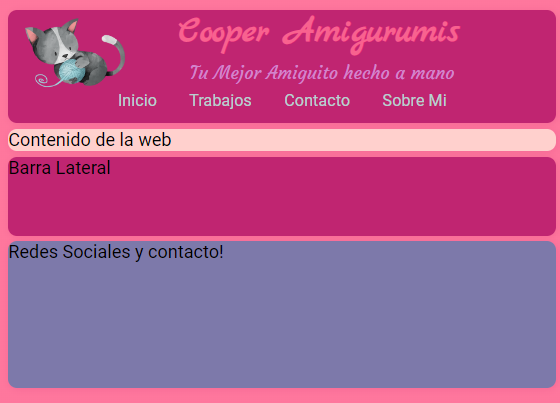 Cooper Amigurumis
Tu Mejor Amiguito hecho a mano
Inicio Trabajos Contacto Sobre Mi
Contenido de la web
Barra Lateral
Redes Sociales y contacto!